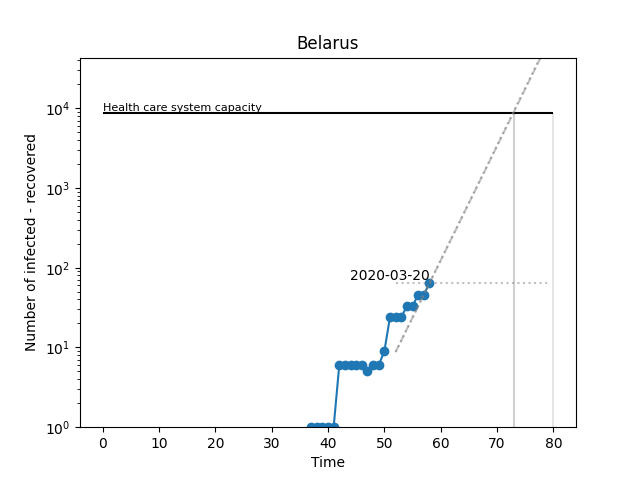 Belarus
Number of infected - recovered
10^4
10^3
10^2
10^1
10^0
Health care system capacity
2020-03-20
0 10 20 30 40 50 60 70 80
Time